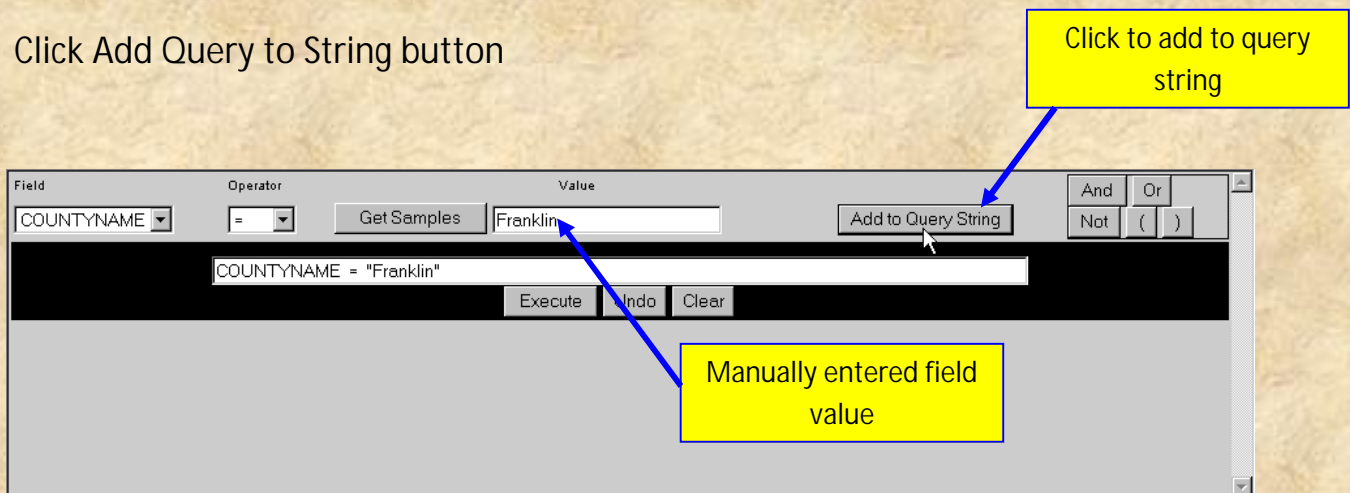 Click Add Query to String button
Click to add to query
string
Field Operator Value
COUNTYNAME = Get Samples Franklin Add to Query String And Or
Not ( )
COUNTYNAME = "Franklin"
Execute Undo Clear
Manually entered field
value